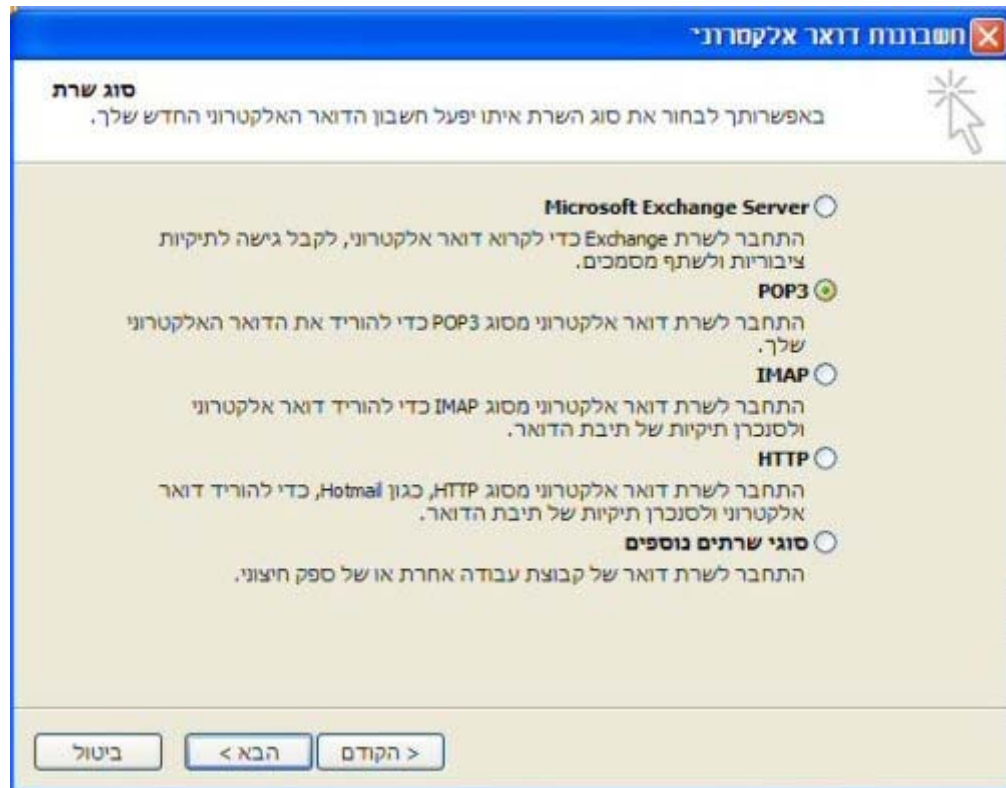 חשבונות דואר אלקטרוני
סוג שרת
באפשרותך לבחור את סוג השרת איתו יפעל חשבון הדואר האלקטרוני החדש שלך.
Microsoft Exchange Server
התחבר לשרת Exchange כדי לקרוא דואר אלקטרוני, לקבל גישה לתיקיות
ציבוריות ולשתף מסמכים.
POP3
התחבר לשרת דואר אלקטרוני מסוג POP3 כדי להוריד את הדואר האלקטרוני
שלך.
IMAP
התחבר לשרת דואר אלקטרוני מסוג IMAP כדי להוריד דואר אלקטרוני
ולסנכרן תיקיות של תיבת הדואר.
HTTP
התחבר לשרת דואר אלקטרוני מסוג HTTP, כגון Hotmail, כדי להוריד דואר
אלקטרוני ולסנכרן תיקיות של תיבת הדואר.
סוגי שרתים נוספים
התחבר לשרת דואר של קבוצת עבודה אחרת או של ספק חיצוני.
< הקודם הבא > ביטול